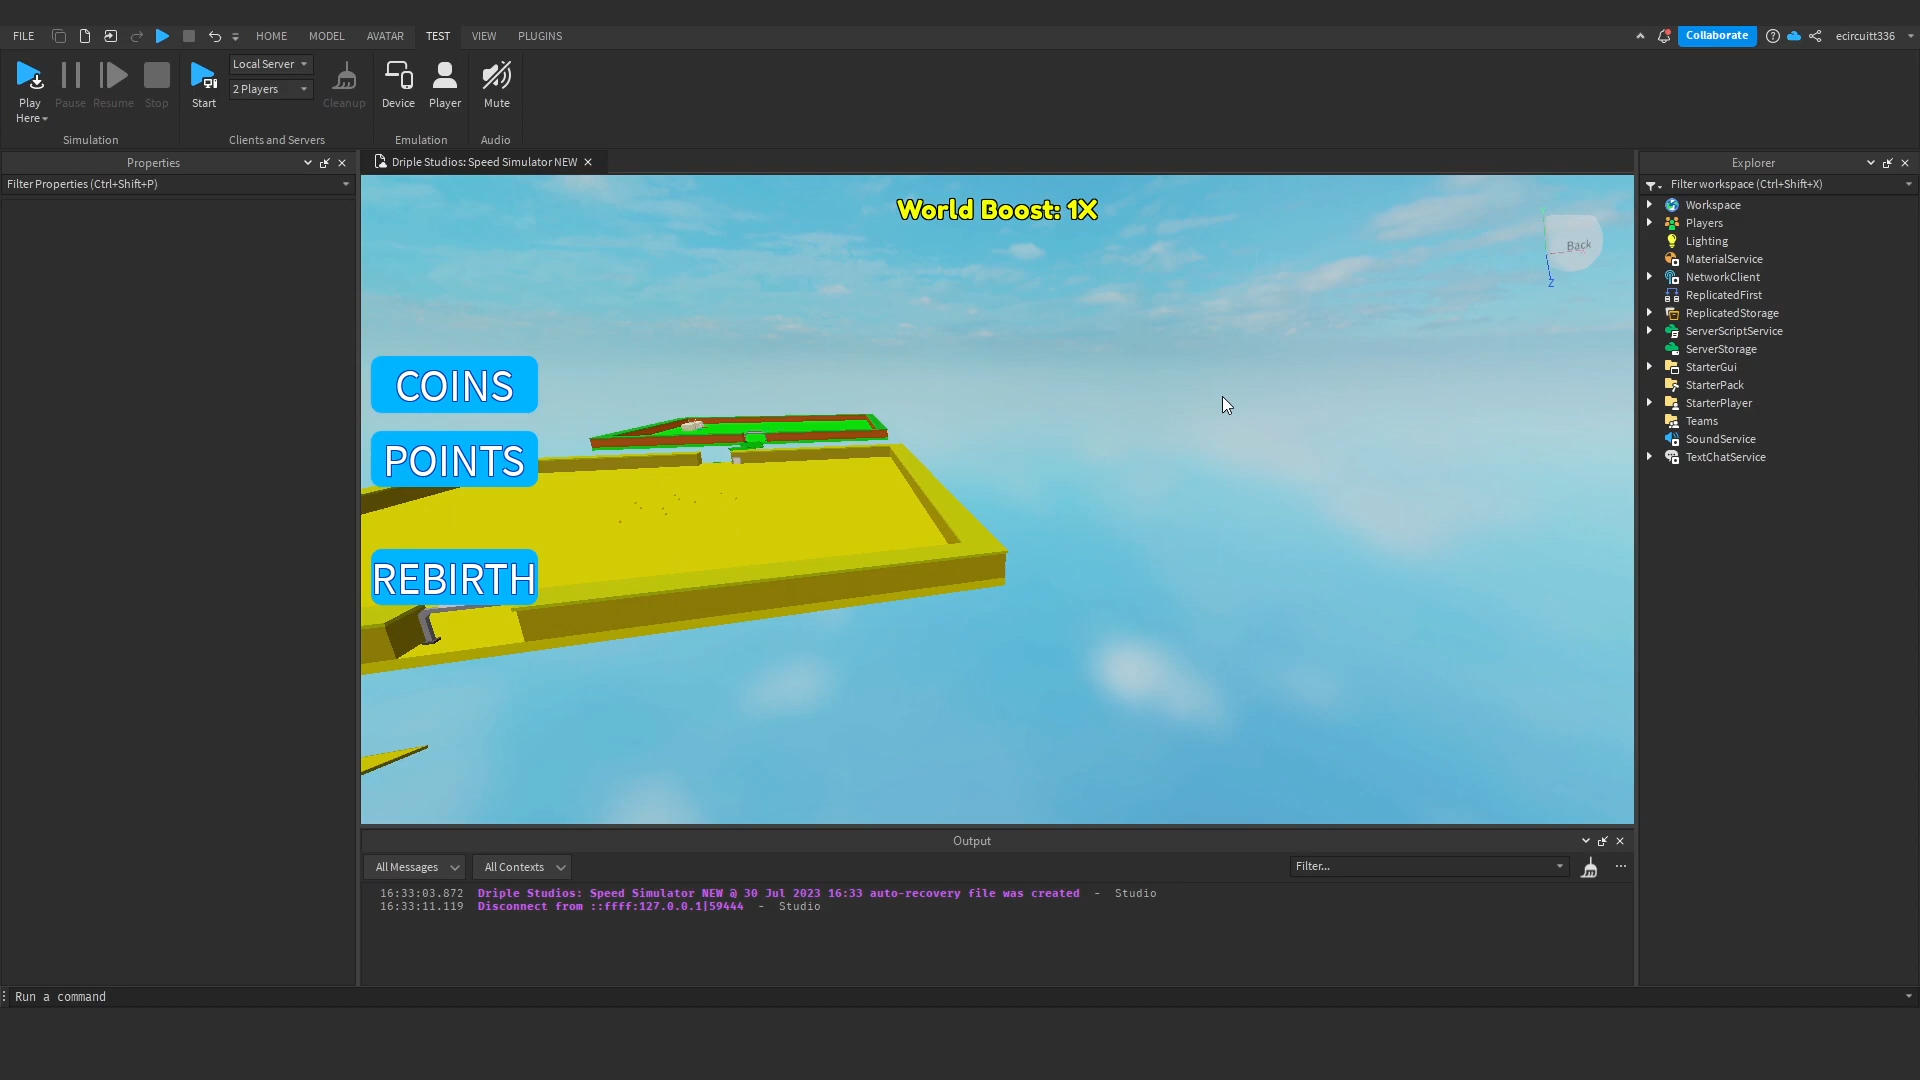 FILE HOME MODEL AVATAR TEST VIEW PLUGINS Collaborate ecircuitt336
Play Here Pause Resume Stop Start Local Server 2 Players Cleanup Device Player Mute
Simulation Clients and Servers Emulation Audio
Properties
Filter Properties (Ctrl+Shift+P)
Driple Studios: Speed Simulator NEW
World Boost: 1X
Back
Z
COINS
POINTS
REBIRTH
Explorer
Filter workspace (Ctrl+Shift+X)
Workspace
Players
Lighting
MaterialService
NetworkClient
ReplicatedFirst
ReplicatedStorage
ServerScriptService
ServerStorage
StarterGui
StarterPack
StarterPlayer
Teams
SoundService
TextChatService
Output
All Messages All Contexts Filter...
16:33:03.872 Driple Studios: Speed Simulator NEW @ 30 Jul 2023 16:33 auto-recovery file was created - Studio
16:33:11.119 Disconnect from ::ffff:127.0.0.1|59444 - Studio
Run a command